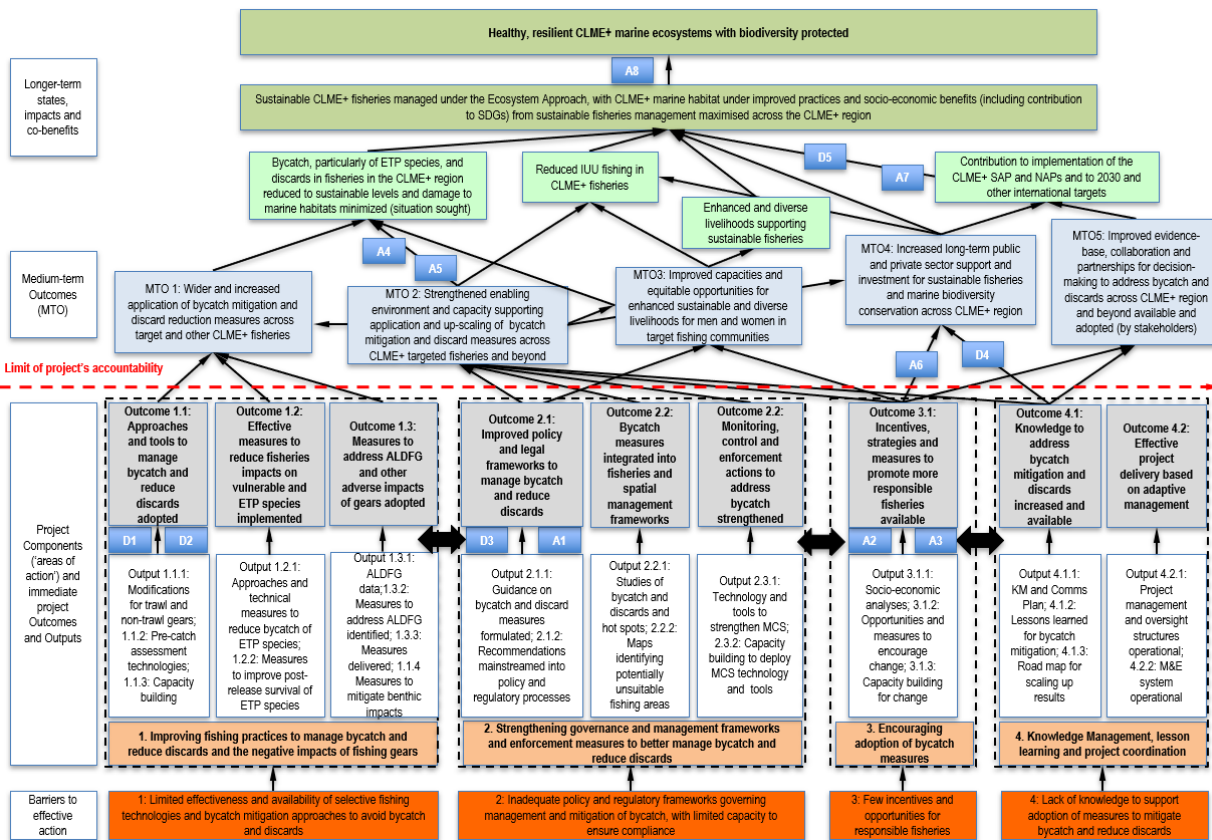 Healthy, resilient CLME+ marine ecosystems with biodiversity protected
Longer-term
states,
impacts and
co-benefits
A8
Sustainable CLME+ fisheries managed under the Ecosystem Approach, with CLME+ marine habitat under improved practices and socio-economic benefits (including contribution
to SDGs) from sustainable fisheries management maximised across the CLME+ region
Bycatch, particularly of ETP species, and
discards in fisheries in the CLME+ region
reduced to sustainable levels and damage to
marine habitats minimized (situation sought)
Reduced IUU fishing in
CLME+ fisheries
D5
A7
Contribution to implementation of the
CLME+ SAP and NAPs and to 2030 and
other international targets
Enhanced and diverse
livelihoods supporting
sustainable fisheries
Medium-term
Outcomes
(MTO)
A4
A5
MTO 1: Wider and increased
application of bycatch mitigation and
discard reduction measures across
target and other CLME+ fisheries
MTO 2: Strengthened enabling
environment and capacity supporting
application and up-scaling of bycatch
mitigation and discard measures across
CLME+ targeted fisheries and beyond
MTO3: Improved capacities and
equitable opportunities for
enhanced sustainable and diverse
livelihoods for men and women in
target fishing communities
MTO4: Increased long-term public
and private sector support and
investment for sustainable fisheries
and marine biodiversity
conservation across CLME+ region
MTO5: Improved evidence-
base, collaboration and
partnerships for decision-
making to address bycatch and
discards across CLME+ region
and beyond available and
adopted (by stakeholders)
A6
D4
Limit of project's accountability
Project
Components
('areas of
action') and
immediate
project
Outcomes
and Outputs
Outcome 1.1:
Approaches
and tools to
manage
bycatch and
reduce
discards
adopted
Outcome 1.2:
Effective
measures to
reduce fisheries
impacts on
vulnerable and
ETP species
implemented
Outcome 1.3:
Measures to
address ALDFG
and other
adverse impacts
of gears adopted
Outcome 2.1:
Improved policy
and legal
frameworks to
manage bycatch
and reduce
discards
Outcome 2.2:
Bycatch
measures
integrated into
fisheries and
spatial
management
frameworks
Outcome 2.2:
Monitoring,
control and
enforcement
actions to
address
bycatch
strengthened
Outcome 3.1:
Incentives,
strategies and
measures to
promote more
responsible
fisheries
available
Outcome 4.1:
Knowledge to
address
bycatch
mitigation and
discards
increased and
available
Outcome 4.2:
Effective
project
delivery based
on adaptive
management
D1
D2
D3
A1
A2
A3
Output 1.1.1:
Modifications
for trawl and
non-trawl gears;
1.1.2: Pre-catch
assessment
technologies;
1.1.3: Capacity
building
Output 1.2.1:
Approaches and
technical
measures to
reduce bycatch of
ETP species;
1.2.2: Measures
to improve post-
release survival of
ETP species
Output 1.3.1:
ALDFG
data;1.3.2:
Measures to
address ALDFG
identified; 1.3.3:
Measures
delivered; 1.1.4
Measures to
mitigate benthic
impacts
Output 2.1.1:
Guidance on
bycatch and discard
measures
formulated; 2.1.2:
Recommendations
mainstreamed into
policy and
regulatory processes
Output 2.2.1:
Studies of
bycatch and
discards and
hot spots; 2.2.2:
Maps
identifying
potentially
unsuitable
fishing areas
Output 2.3.1:
Technology and
tools to
strengthen MCS;
2.3.2: Capacity
building to deploy
MCS technology
and tools
Output 3.1.1:
Socio-economic
analyses; 3.1.2:
Opportunities and
measures to
encourage
change; 3.1.3:
Capacity building
for change
Output 4.1.1:
KM and Comms
Plan; 4.1.2:
Lessons learned
for bycatch
mitigation; 4.1.3:
Road map for
scaling up
results
Output 4.2.1:
Project
management
and oversight
structures
operational;
4.2.2: M&E
system
operational
1. Improving fishing practices to manage bycatch and
reduce discards and the negative impacts of fishing gears
2. Strengthening governance and management frameworks
and enforcement measures to better manage bycatch and
reduce discards
3. Encouraging
adoption of bycatch
measures
4. Knowledge Management, lesson
learning and project coordination
Barriers to
effective
action
1: Limited effectiveness and availability of selective fishing
technologies and bycatch mitigation approaches to avoid bycatch
and discards
2: Inadequate policy and regulatory frameworks governing
management and mitigation of bycatch, with limited capacity to
ensure compliance
3: Few incentives and
opportunities for
responsible fisheries
4: Lack of knowledge to support
adoption of measures to mitigate
bycatch and reduce discards